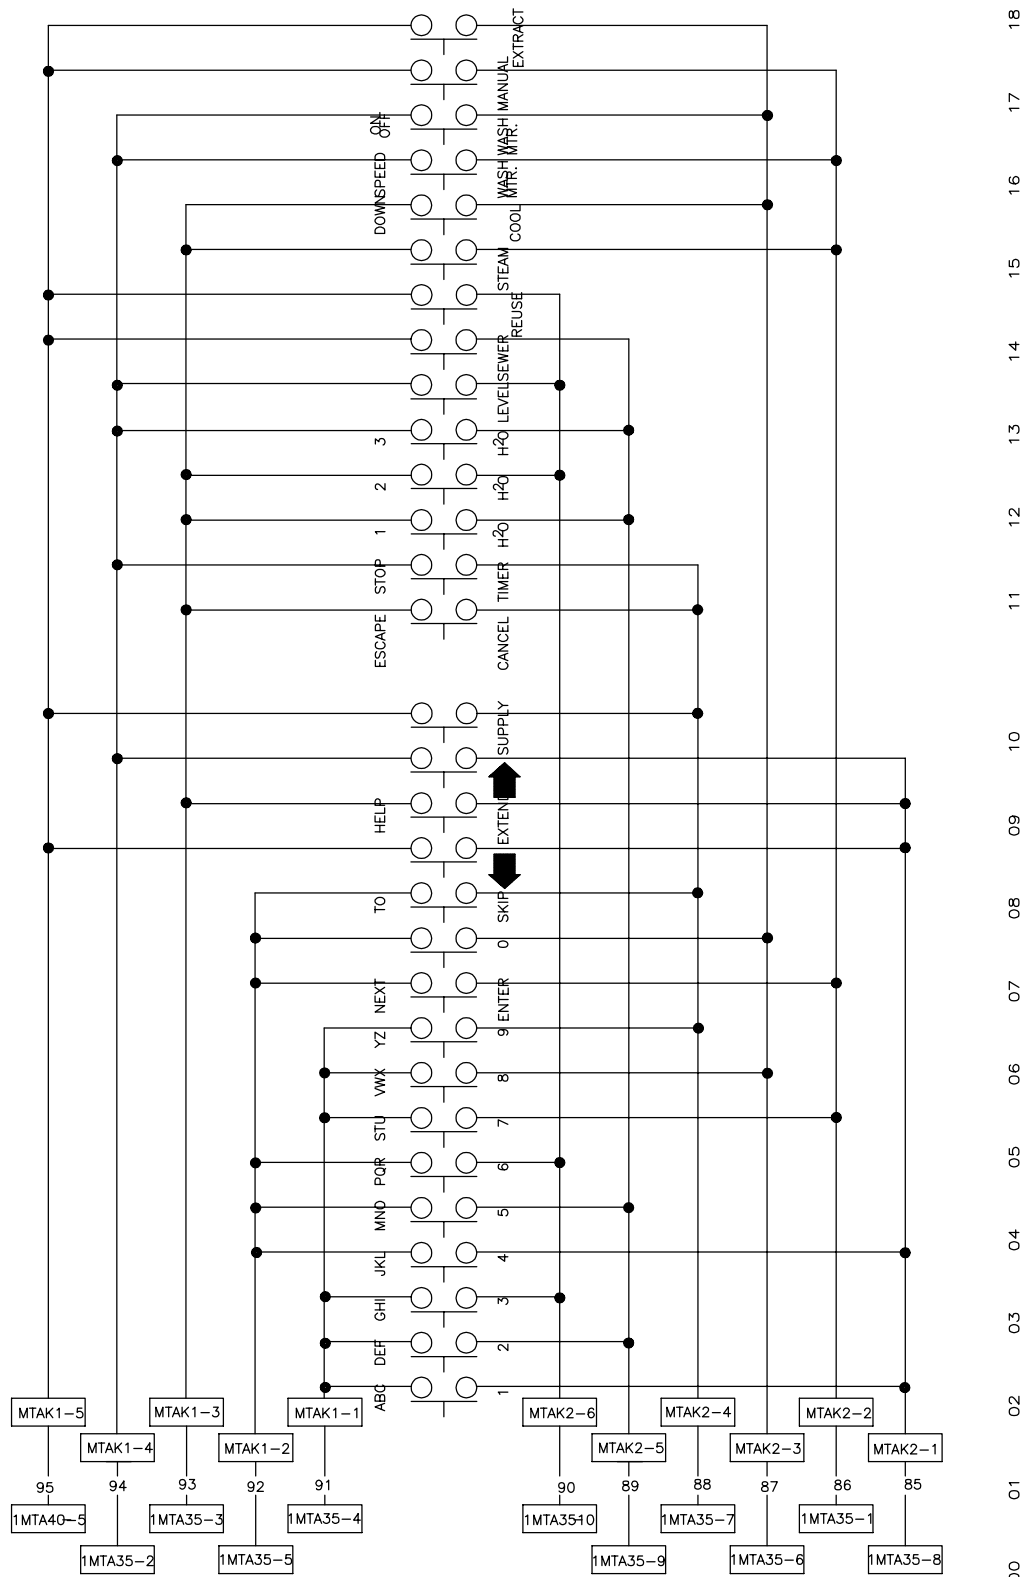 18
EXTRACT
17
MANUAL
ON
OFF
WASH
MTR.
16
SPEED
WASH
MTR.
DOWN
COOL
15
STEAM
REUSE
14
SEWER
LEVEL
13
3
H2O
2
H2O
12
1
H2O
STOP
TIMER
11
ESCAPE
CANCEL
SUPPLY
10
HELP
EXTEND
09
TO
SKIP
08
0
07
NEXT
ENTER
YZ
9
06
VWX
8
STU
7
05
PQR
6
MNO
5
04
JKL
4
GHI
3
03
DEF
2
ABC
1
02
MTAK1-5
MTAK1-3
MTAK1-1
MTAK2-6
MTAK2-4
MTAK2-2
MTAK1-4
MTAK1-2
MTAK2-5
MTAK2-3
MTAK2-1
95
94
93
92
91
90
89
88
87
86
85
01
1MTA40-5
1MTA35-3
1MTA35-4
1MTA35-10
1MTA35-7
1MTA35-1
1MTA35-2
1MTA35-5
1MTA35-9
1MTA35-6
1MTA35-8
00